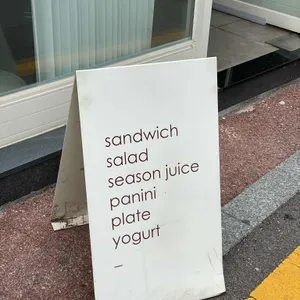 sandwich
salad
season juice
panini
plate
yogurt
–